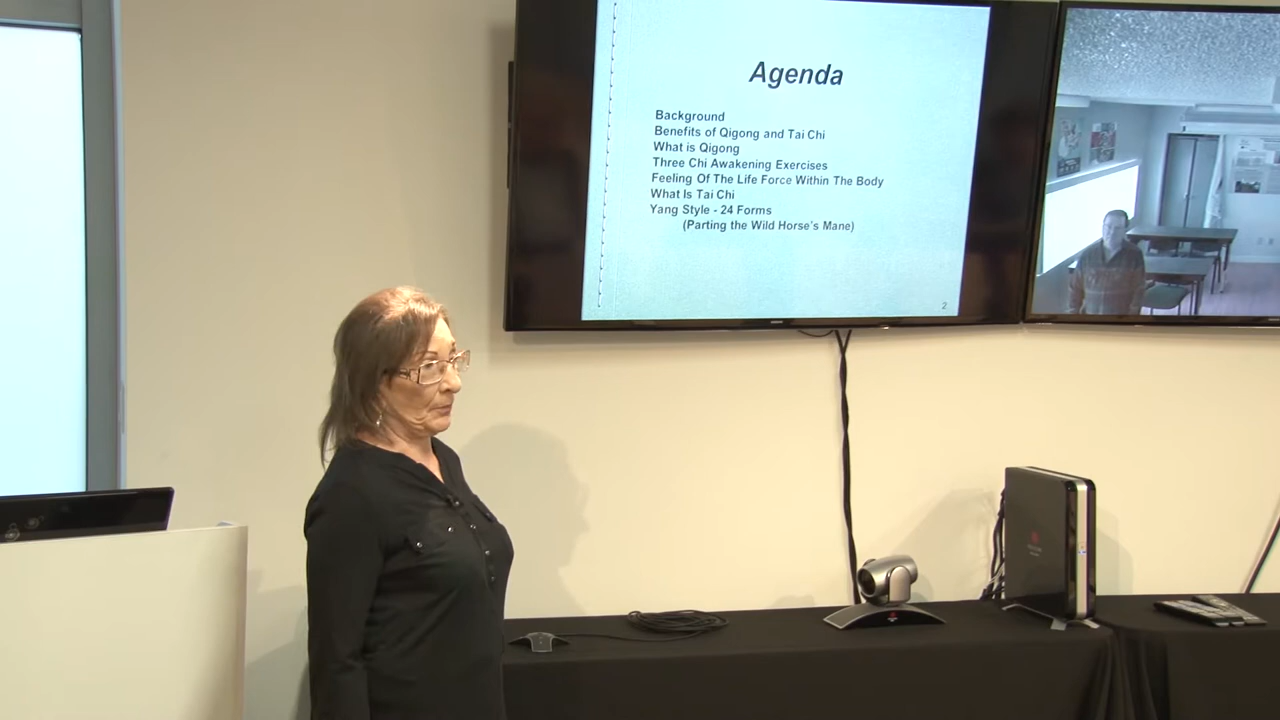 Agenda
Background
Benefits of Qigong and Tai Chi
What is Qigong
Three Chi Awakening Exercises
Feeling Of The Life Force Within The Body
What Is Tai Chi
Yang Style - 24 Forms
(Parting the Wild Horse's Mane)
2